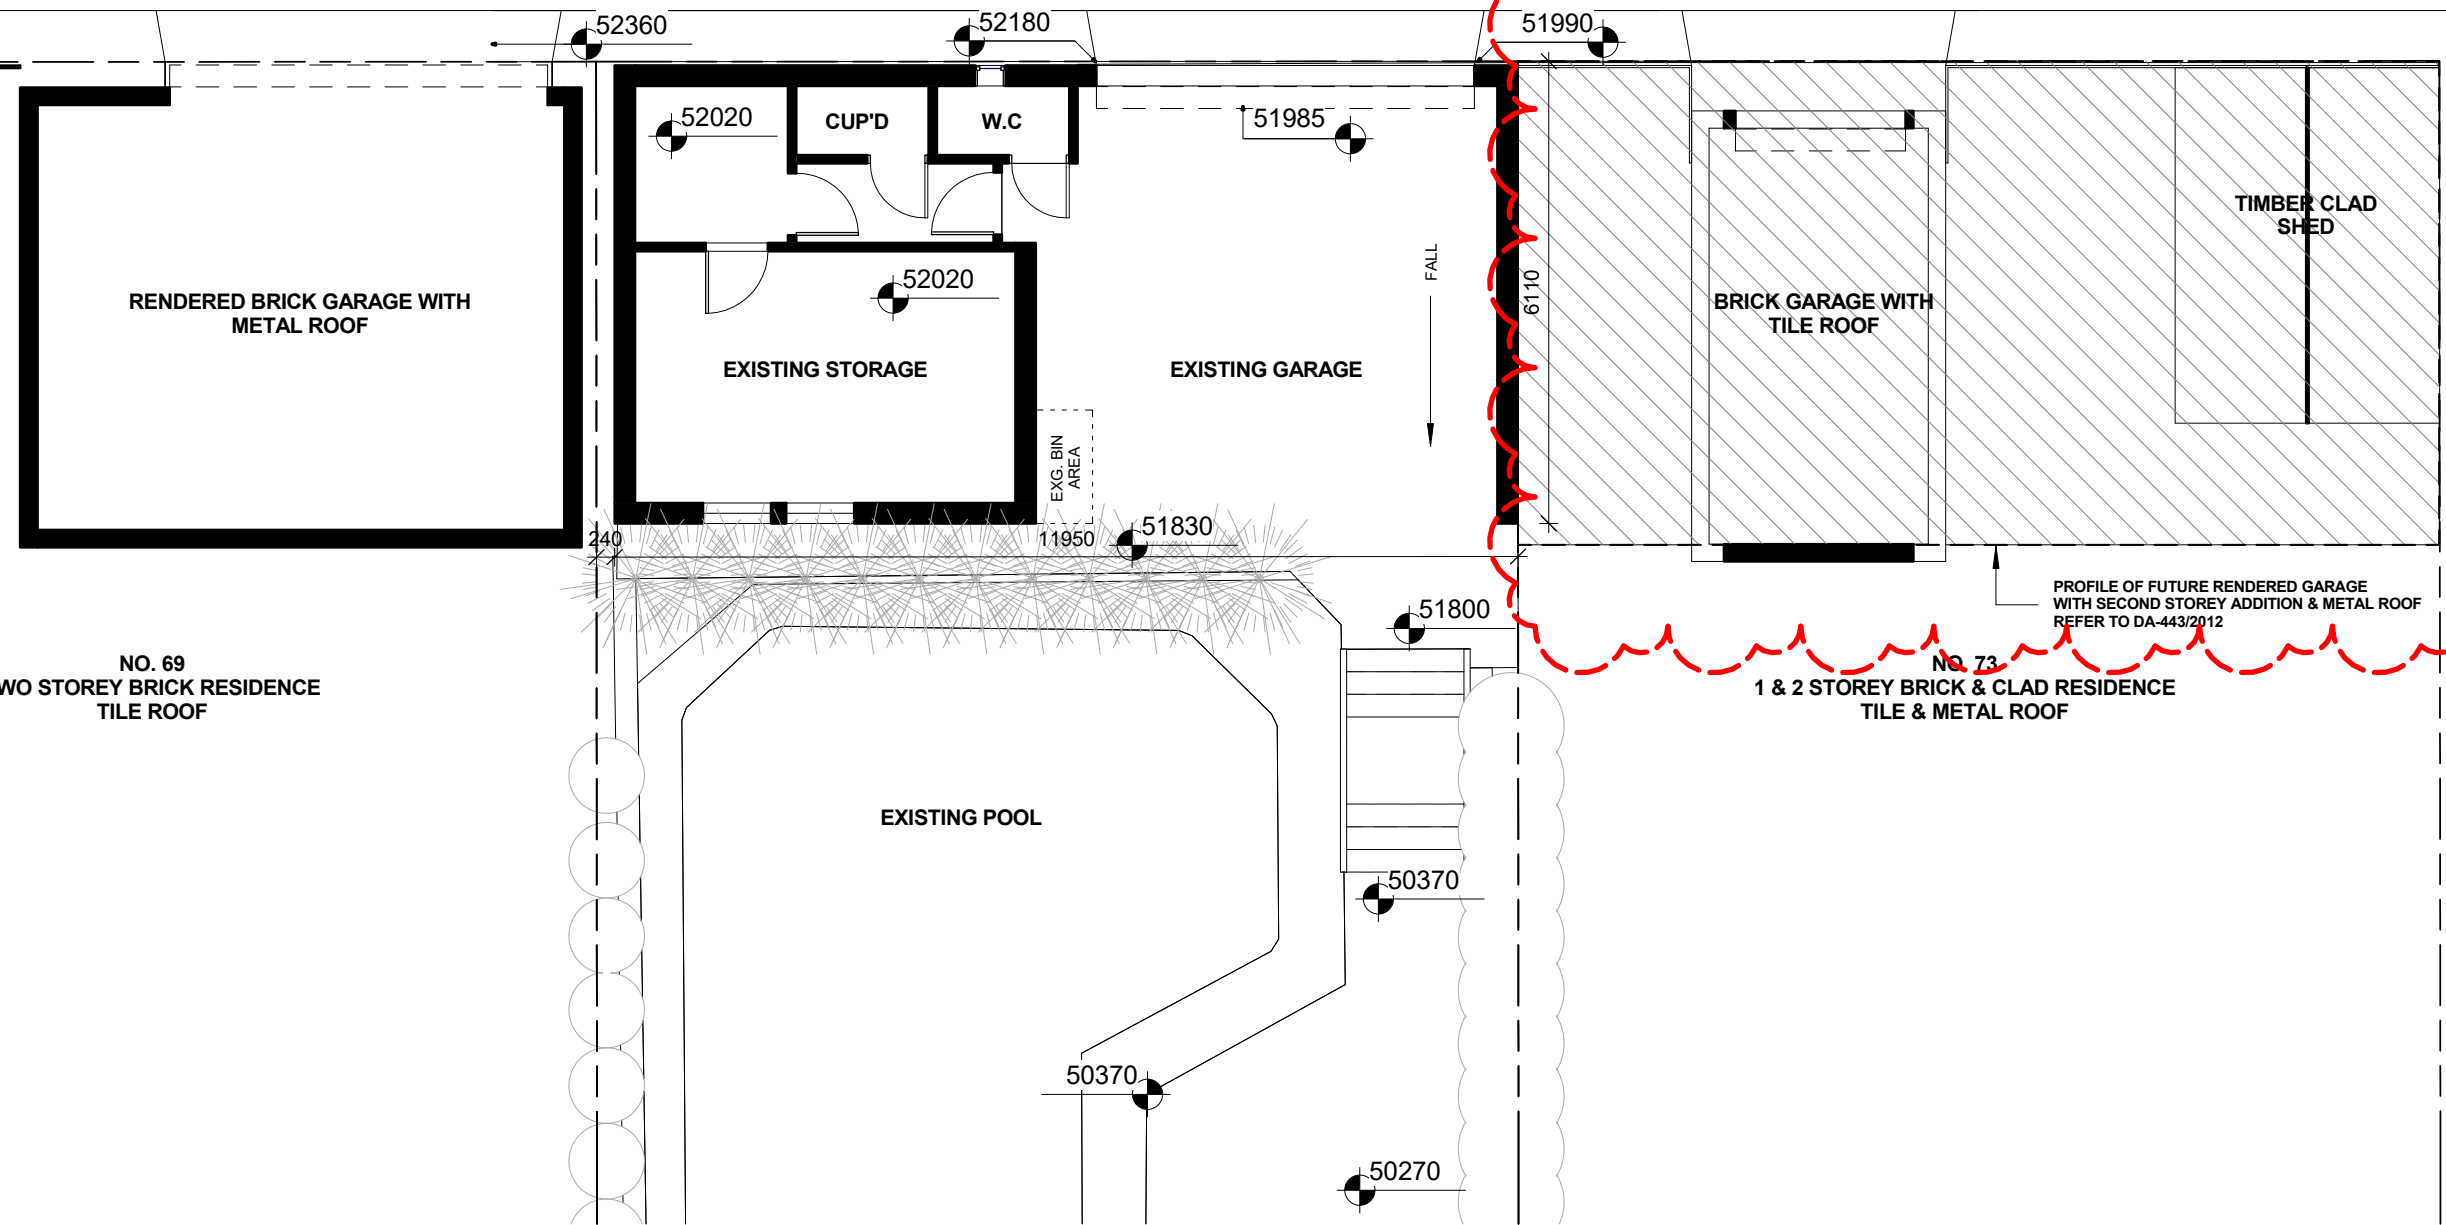 52360
52180
51990
52020
CUP'D
W.C
51985
TIMBER CLAD
SHED
FALL
52020
6110
RENDERED BRICK GARAGE WITH
METAL ROOF
BRICK GARAGE WITH
TILE ROOF
EXISTING STORAGE
EXISTING GARAGE
EXG. BIN
AREA
240
11950
51830
51800
PROFILE OF FUTURE RENDERED GARAGE
WITH SECOND STOREY ADDITION & METAL ROOF
REFER TO DA-443/2012
NO. 69
WO STOREY BRICK RESIDENCE
TILE ROOF
NO. 73
1 & 2 STOREY BRICK & CLAD RESIDENCE
TILE & METAL ROOF
EXISTING POOL
50370
50370
50270